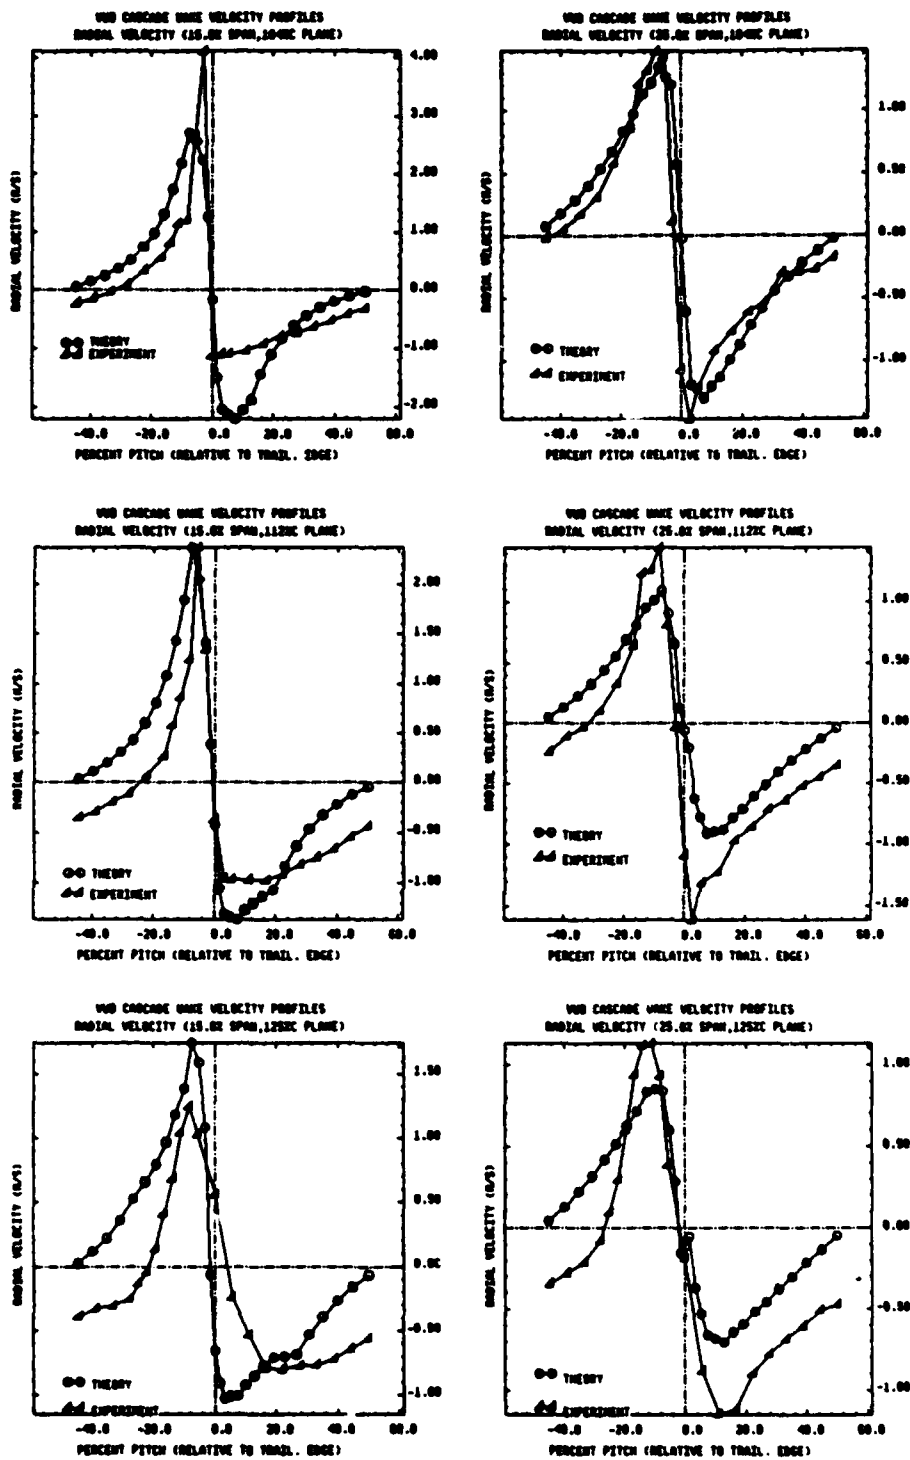 VUB CASCADE WAKE VELOCITY PROFILES
RADIAL VELOCITY (15.0% SPAN,104%C PLANE)
4.00
3.00
2.00
1.00
0.00
-1.00
-2.00
RADIAL VELOCITY (M/S)
THEORY
EXPERIMENT
-40.0 -20.0 0.0 20.0 40.0 60.0
PERCENT PITCH (RELATIVE TO TRAIL. EDGE)
VUB CASCADE WAKE VELOCITY PROFILES
RADIAL VELOCITY (25.0% SPAN,104%C PLANE)
1.00
0.50
0.00
-0.50
-1.00
RADIAL VELOCITY (M/S)
THEORY
EXPERIMENT
-40.0 -20.0 0.0 20.0 40.0 60.0
PERCENT PITCH (RELATIVE TO TRAIL. EDGE)
VUB CASCADE WAKE VELOCITY PROFILES
RADIAL VELOCITY (15.0% SPAN,112%C PLANE)
2.00
1.50
1.00
0.50
0.00
-0.50
-1.00
RADIAL VELOCITY (M/S)
THEORY
EXPERIMENT
-40.0 -20.0 0.0 20.0 40.0 60.0
PERCENT PITCH (RELATIVE TO TRAIL. EDGE)
VUB CASCADE WAKE VELOCITY PROFILES
RADIAL VELOCITY (25.0% SPAN,112%C PLANE)
1.00
0.50
0.00
-0.50
-1.00
-1.50
RADIAL VELOCITY (M/S)
THEORY
EXPERIMENT
-40.0 -20.0 0.0 20.0 40.0 60.0
PERCENT PITCH (RELATIVE TO TRAIL. EDGE)
VUB CASCADE WAKE VELOCITY PROFILES
RADIAL VELOCITY (15.0% SPAN,125%C PLANE)
1.50
1.00
0.50
0.00
-0.50
-1.00
RADIAL VELOCITY (M/S)
THEORY
EXPERIMENT
-40.0 -20.0 0.0 20.0 40.0 60.0
PERCENT PITCH (RELATIVE TO TRAIL. EDGE)
VUB CASCADE WAKE VELOCITY PROFILES
RADIAL VELOCITY (25.0% SPAN,125%C PLANE)
1.00
0.50
0.00
-0.50
-1.00
RADIAL VELOCITY (M/S)
THEORY
EXPERIMENT
-40.0 -20.0 0.0 20.0 40.0 60.0
PERCENT PITCH (RELATIVE TO TRAIL. EDGE)